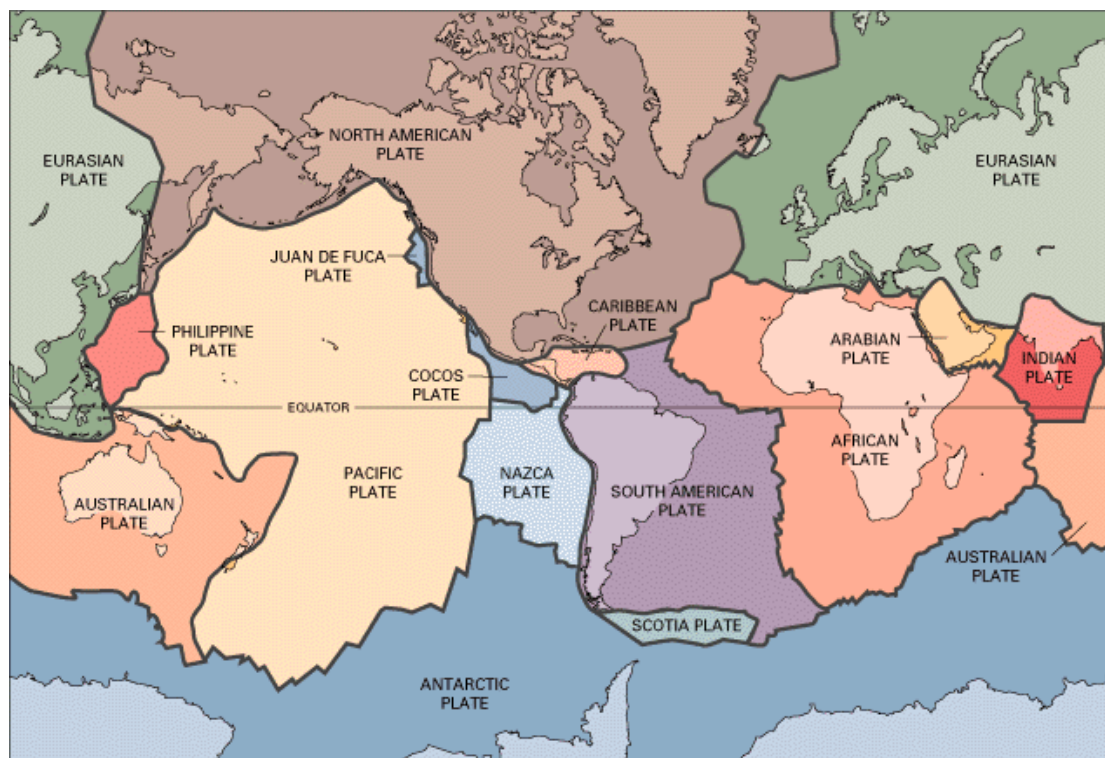 NORTH AMERICAN
PLATE
EURASIAN
PLATE
EURASIAN
PLATE
JUAN DE FUCA
PLATE
CARIBBEAN
PLATE
PHILIPPINE
PLATE
ARABIAN
PLATE
INDIAN
PLATE
COCOS
PLATE
EQUATOR
AFRICAN
PLATE
PACIFIC
PLATE
NAZCA
PLATE
SOUTH AMERICAN
PLATE
AUSTRALIAN
PLATE
AUSTRALIAN
PLATE
SCOTIA PLATE
ANTARCTIC
PLATE